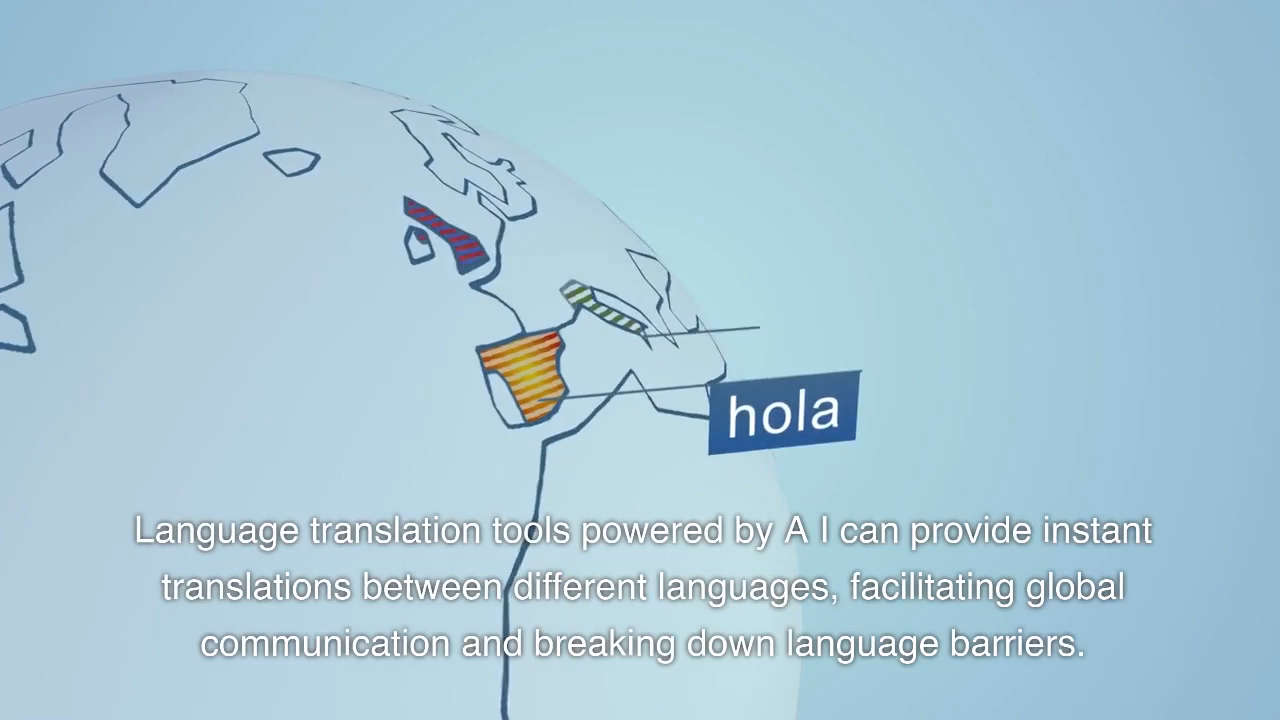 hola
Language translation tools powered by A I can provide instant
translations between different languages, facilitating global
communication and breaking down language barriers.